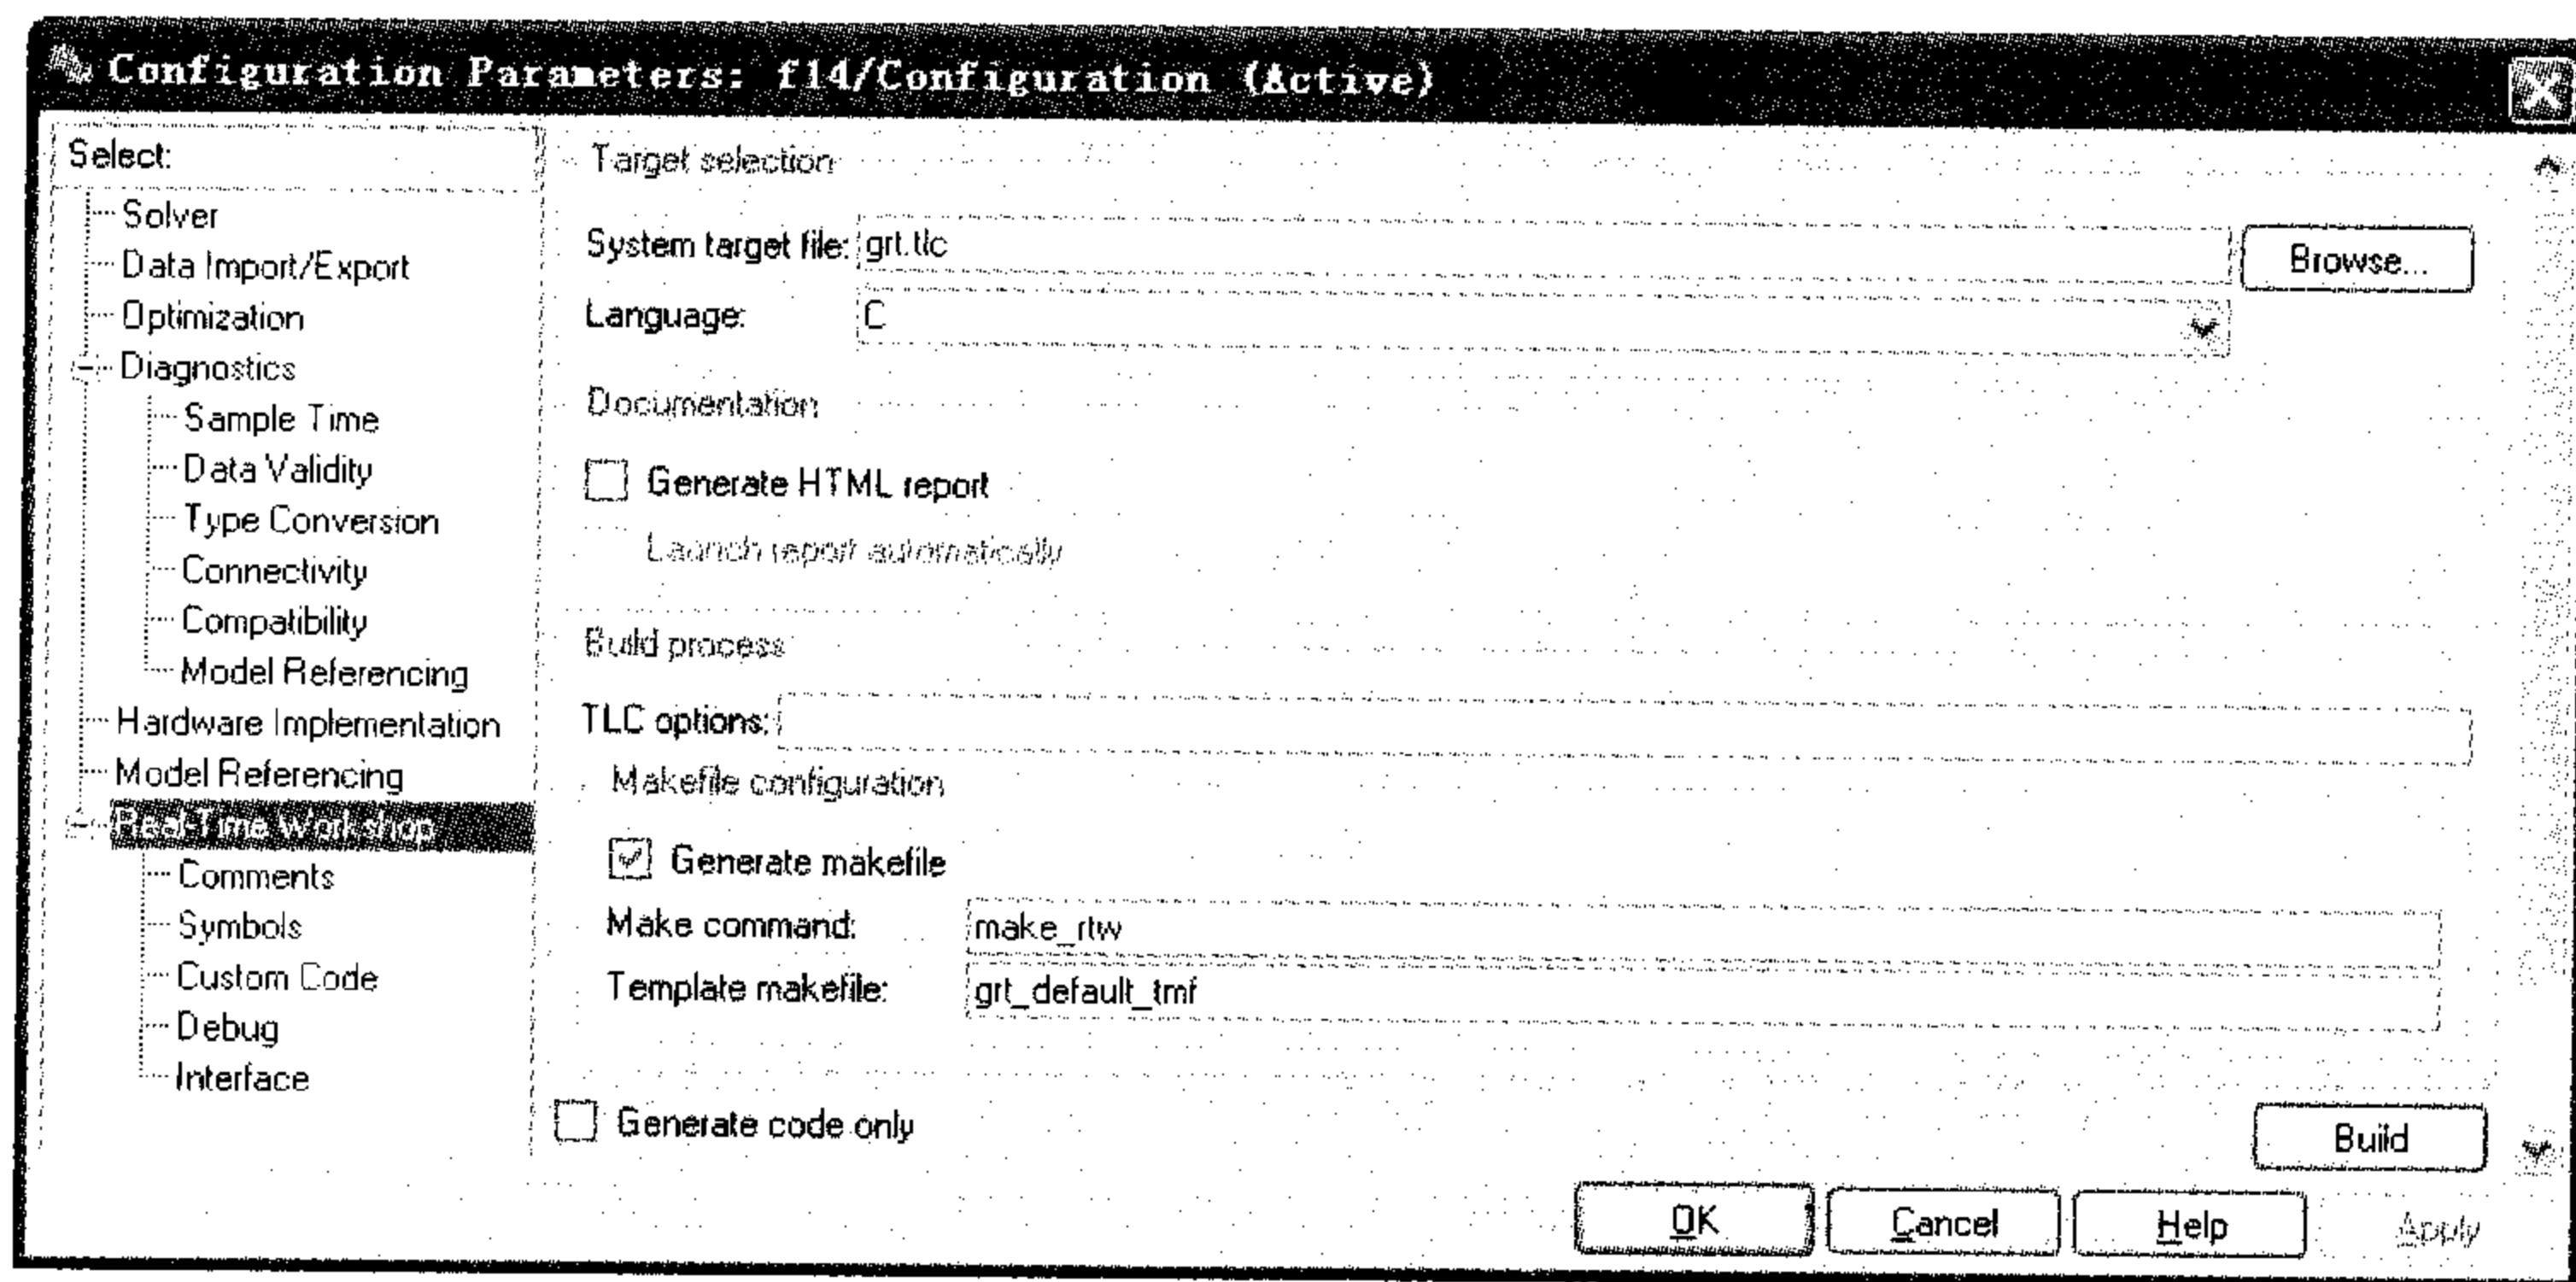 Configuration Parameters: f14/Configuration (Active)
Select:
Solver
Data Import/Export
Optimization
Diagnostics
Sample Time
Data Validity
Type Conversion
Connectivity
Compatibility
Model Referencing
Hardware Implementation
Model Referencing
Real-Time Workshop
Comments
Symbols
Custom Code
Debug
Interface
Target selection
System target file: grt.tlc
Browse...
Language: C
Documentation
Generate HTML report
Launch report automatically
Build process
TLC options:
Makefile configuration
Generate makefile
Make command: make_rtw
Template makefile: grt_default_tmf
Generate code only
Build
OK Cancel Help Apply